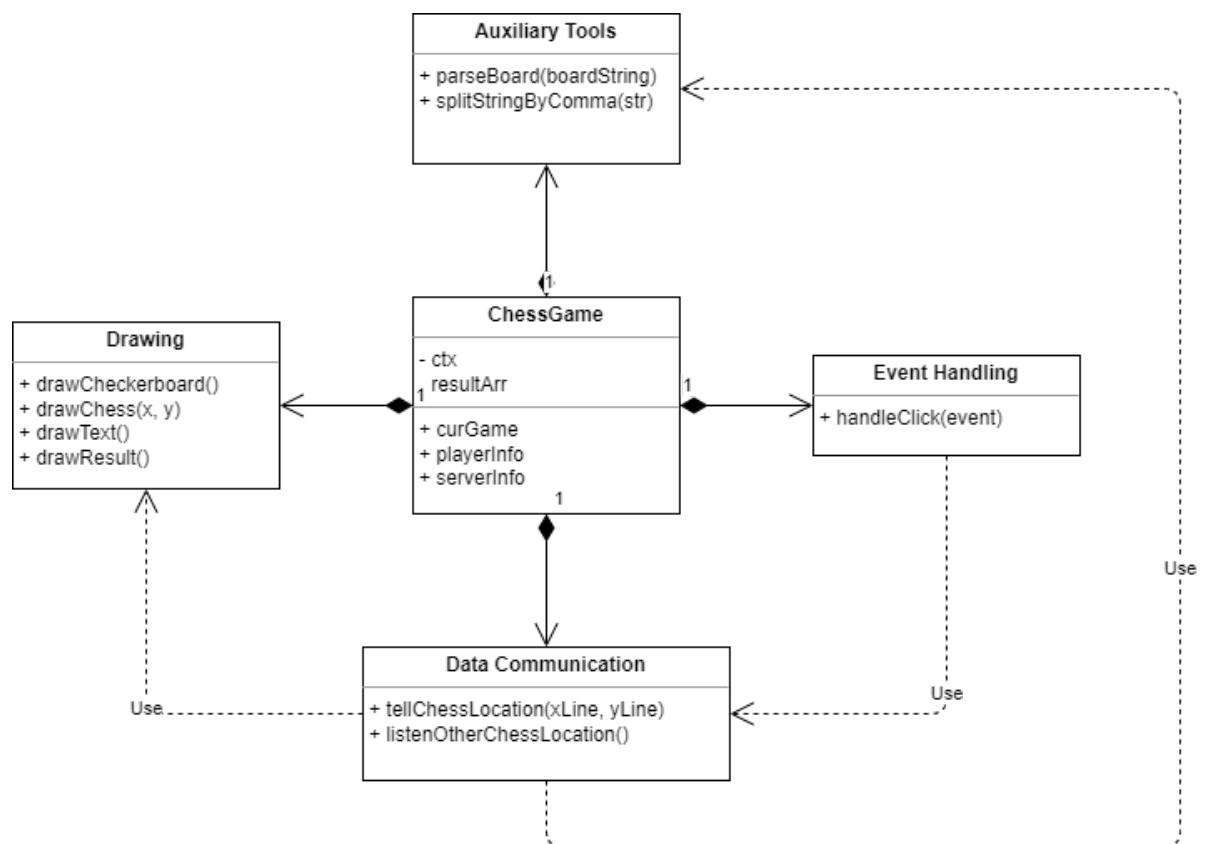 Auxiliary Tools
+ parseBoard(boardString)
+ splitStringByComma(str)
1
ChessGame
- ctx
resultArr
+ curGame
+ playerInfo
+ serverInfo
1
1
1
Drawing
+ drawCheckerboard()
+ drawChess(x, y)
+ drawText()
+ drawResult()
Event Handling
+ handleClick(event)
Use
Use
Use
Data Communication
+ tellChessLocation(xLine, yLine)
+ listenOtherChessLocation()